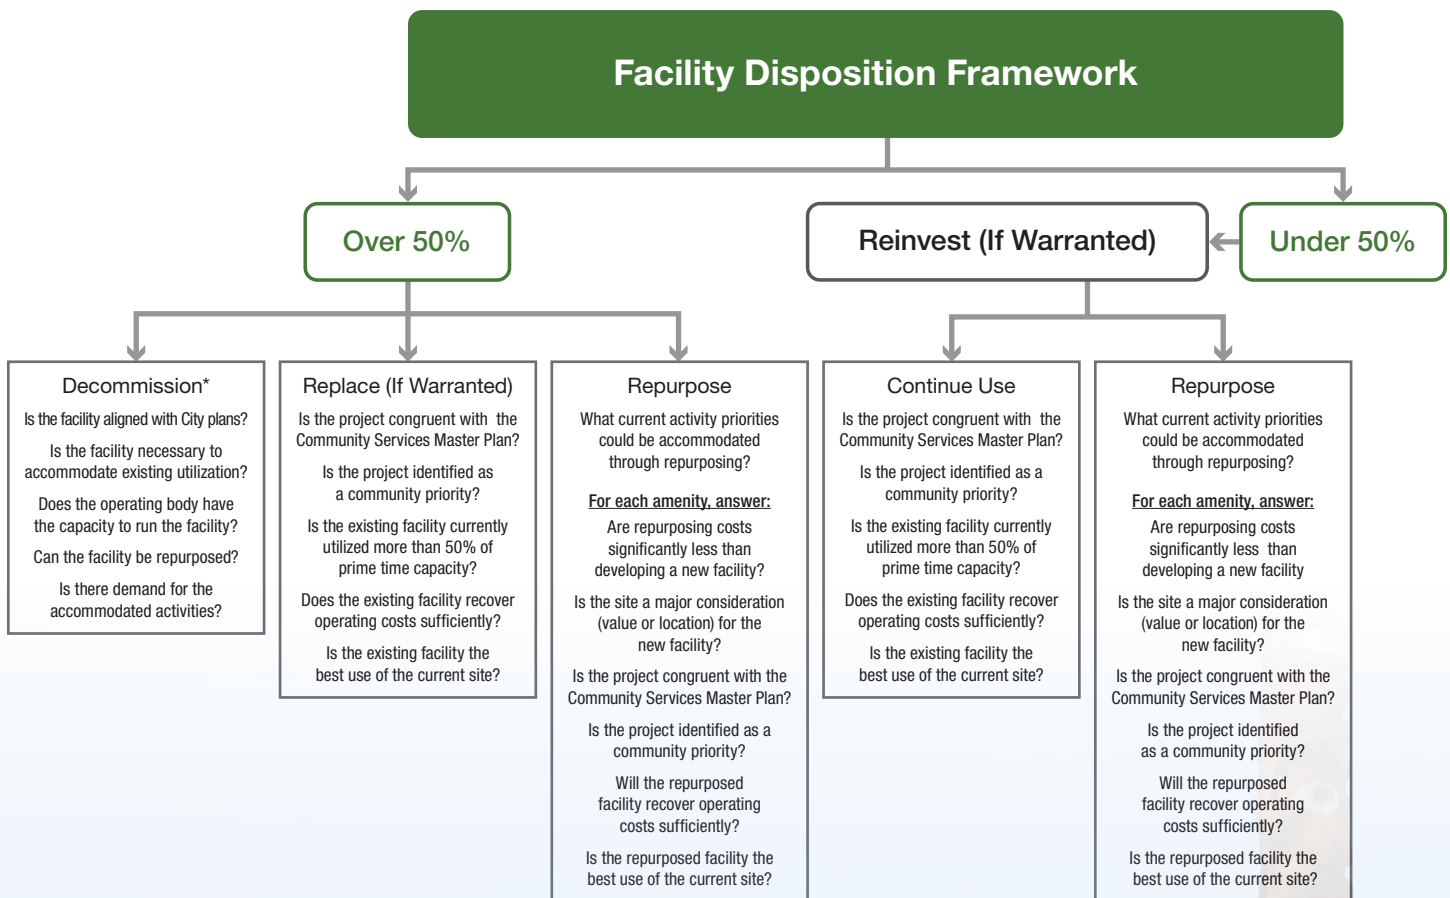 Facility Disposition Framework
Over 50%
Reinvest (If Warranted)
Under 50%
Decommission*
Is the facility aligned with City plans?
Is the facility necessary to
accommodate existing utilization?
Does the operating body have
the capacity to run the facility?
Can the facility be repurposed?
Is there demand for the
accommodated activities?
Replace (If Warranted)
Is the project congruent with the
Community Services Master Plan?
Is the project identified as
a community priority?
Is the existing facility currently
utilized more than 50% of
prime time capacity?
Does the existing facility recover
operating costs sufficiently?
Is the existing facility the
best use of the current site?
Repurpose
What current activity priorities
could be accommodated
through repurposing?
For each amenity, answer:
Are repurposing costs
significantly less than
developing a new facility?
Is the site a major consideration
(value or location) for the
new facility?
Is the project congruent with the
Community Services Master Plan?
Is the project identified as a
community priority?
Will the repurposed
facility recover operating
costs sufficiently?
Is the repurposed facility the
best use of the current site?
Continue Use
Is the project congruent with the
Community Services Master Plan?
Is the project identified as a
community priority?
Is the existing facility currently
utilized more than 50% of
prime time capacity?
Does the existing facility recover
operating costs sufficiently?
Is the existing facility the
best use of the current site?
Repurpose
What current activity priorities
could be accommodated
through repurposing?
For each amenity, answer:
Are repurposing costs
significantly less than
developing a new facility
Is the site a major consideration
(value or location) for the
new facility?
Is the project congruent with the
Community Services Master Plan?
Is the project identified
as a community priority?
Will the repurposed
facility recover operating
costs sufficiently?
Is the repurposed facility the
best use of the current site?